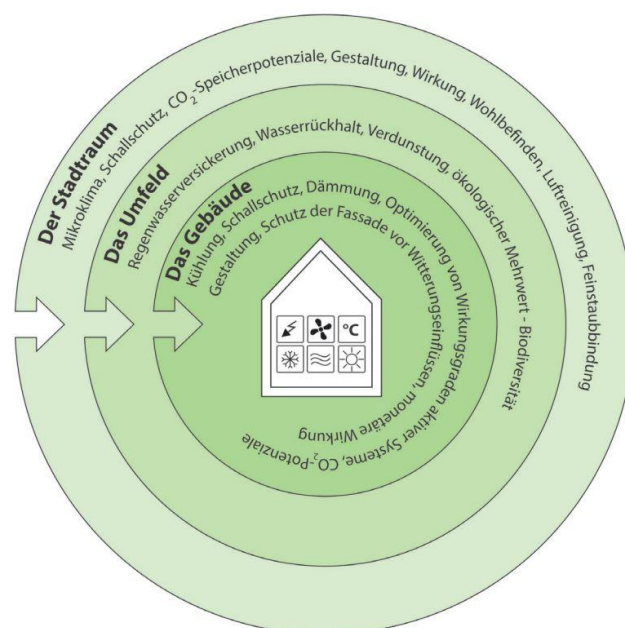 Der Stadtraum
Mikroklima, Schallschutz, CO₂-Speicherpotenziale, Gestaltung, Wirkung, Wohlbefinden, Luftreinigung, Feinstaubbindung
Das Umfeld
Regenwasserversickerung, Wasserrückhalt, Verdunstung, ökologischer Mehrwert - Biodiversität
Das Gebäude
Kühlung, Schallschutz, Dämmung, Optimierung von Wirkungsgraden aktiver Systeme, CO₂-Potenziale
Gestaltung, Schutz der Fassade vor Witterungseinflüssen, monetäre Wirkung
°C